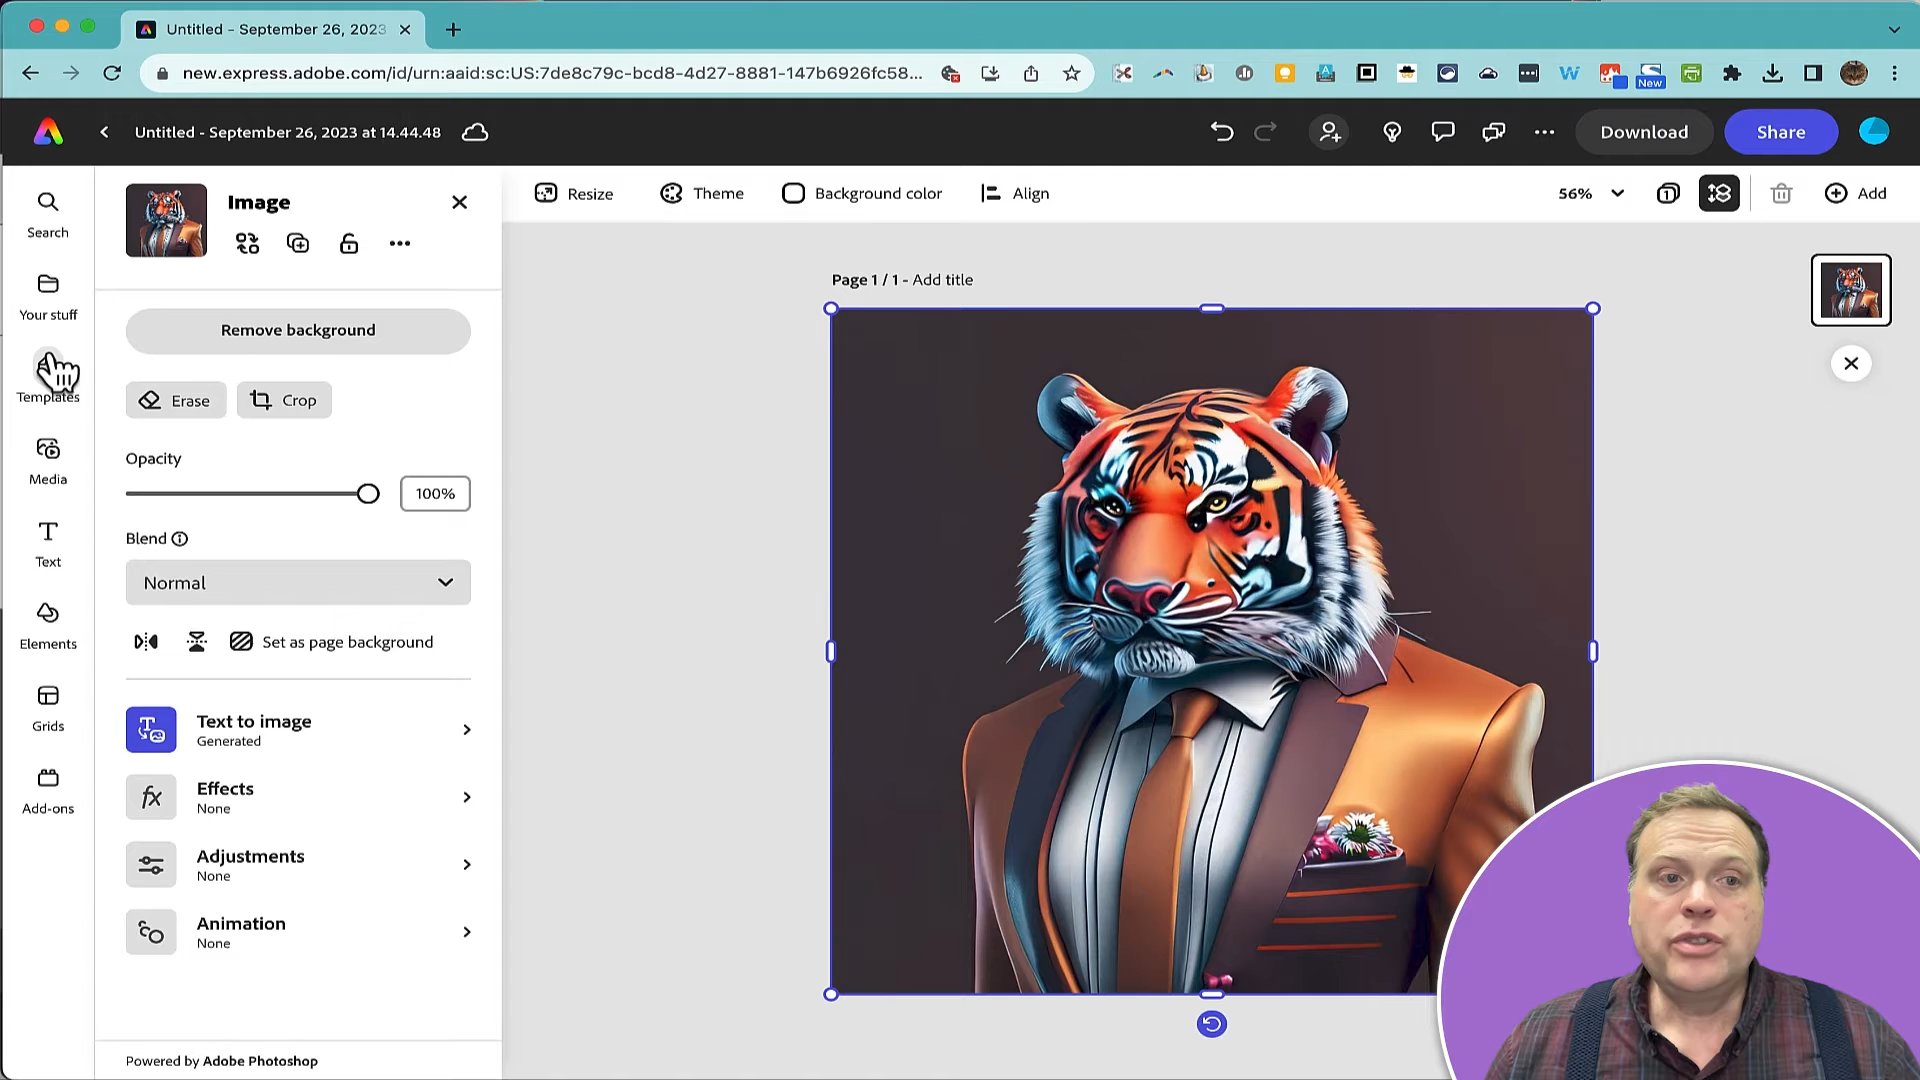 Untitled - September 26, 2023
new.express.adobe.com/id/urn:aaid:sc:US:7de8c79c-bcd8-4d27-8881-147b6926fc58...
New
Untitled - September 26, 2023 at 14.44.48
Download
Share
Search
Your stuff
Templates
Media
Text
Elements
Grids
Add-ons
Image
Remove background
Erase
Crop
Opacity
100%
Blend
Normal
Set as page background
Text to image
Generated
Effects
None
Adjustments
None
Animation
None
Powered by Adobe Photoshop
Resize
Theme
Background color
Align
56%
1
Add
Page 1 / 1 - Add title